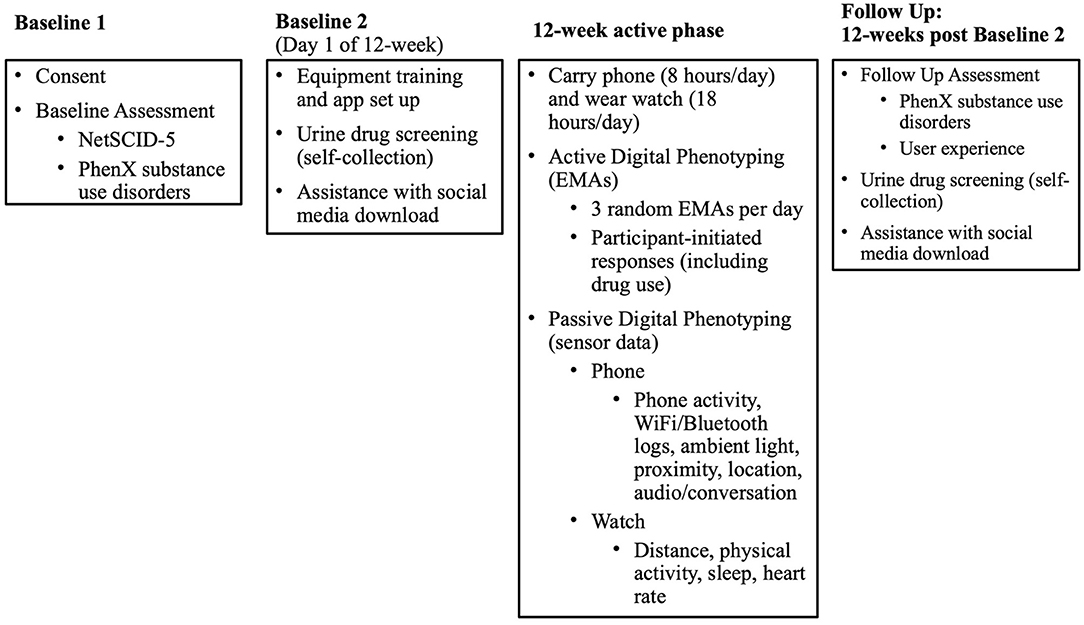 Baseline 1
• Consent
• Baseline Assessment
• NetSCID-5
• PhenX substance
use disorders
Baseline 2
(Day 1 of 12-week)
• Equipment training
and app set up
• Urine drug screening
(self-collection)
• Assistance with social
media download
12-week active phase
• Carry phone (8 hours/day)
and wear watch (18
hours/day)
• Active Digital Phenotyping
(EMAs)
• 3 random EMAs per day
• Participant-initiated
responses (including
drug use)
• Passive Digital Phenotyping
(sensor data)
• Phone
• Phone activity,
WiFi/Bluetooth
logs, ambient light,
proximity, location,
audio/conversation
• Watch
• Distance, physical
activity, sleep, heart
rate
Follow Up:
12-weeks post Baseline 2
• Follow Up Assessment
• PhenX substance use
disorders
• User experience
• Urine drug screening (self-
collection)
• Assistance with social
media download